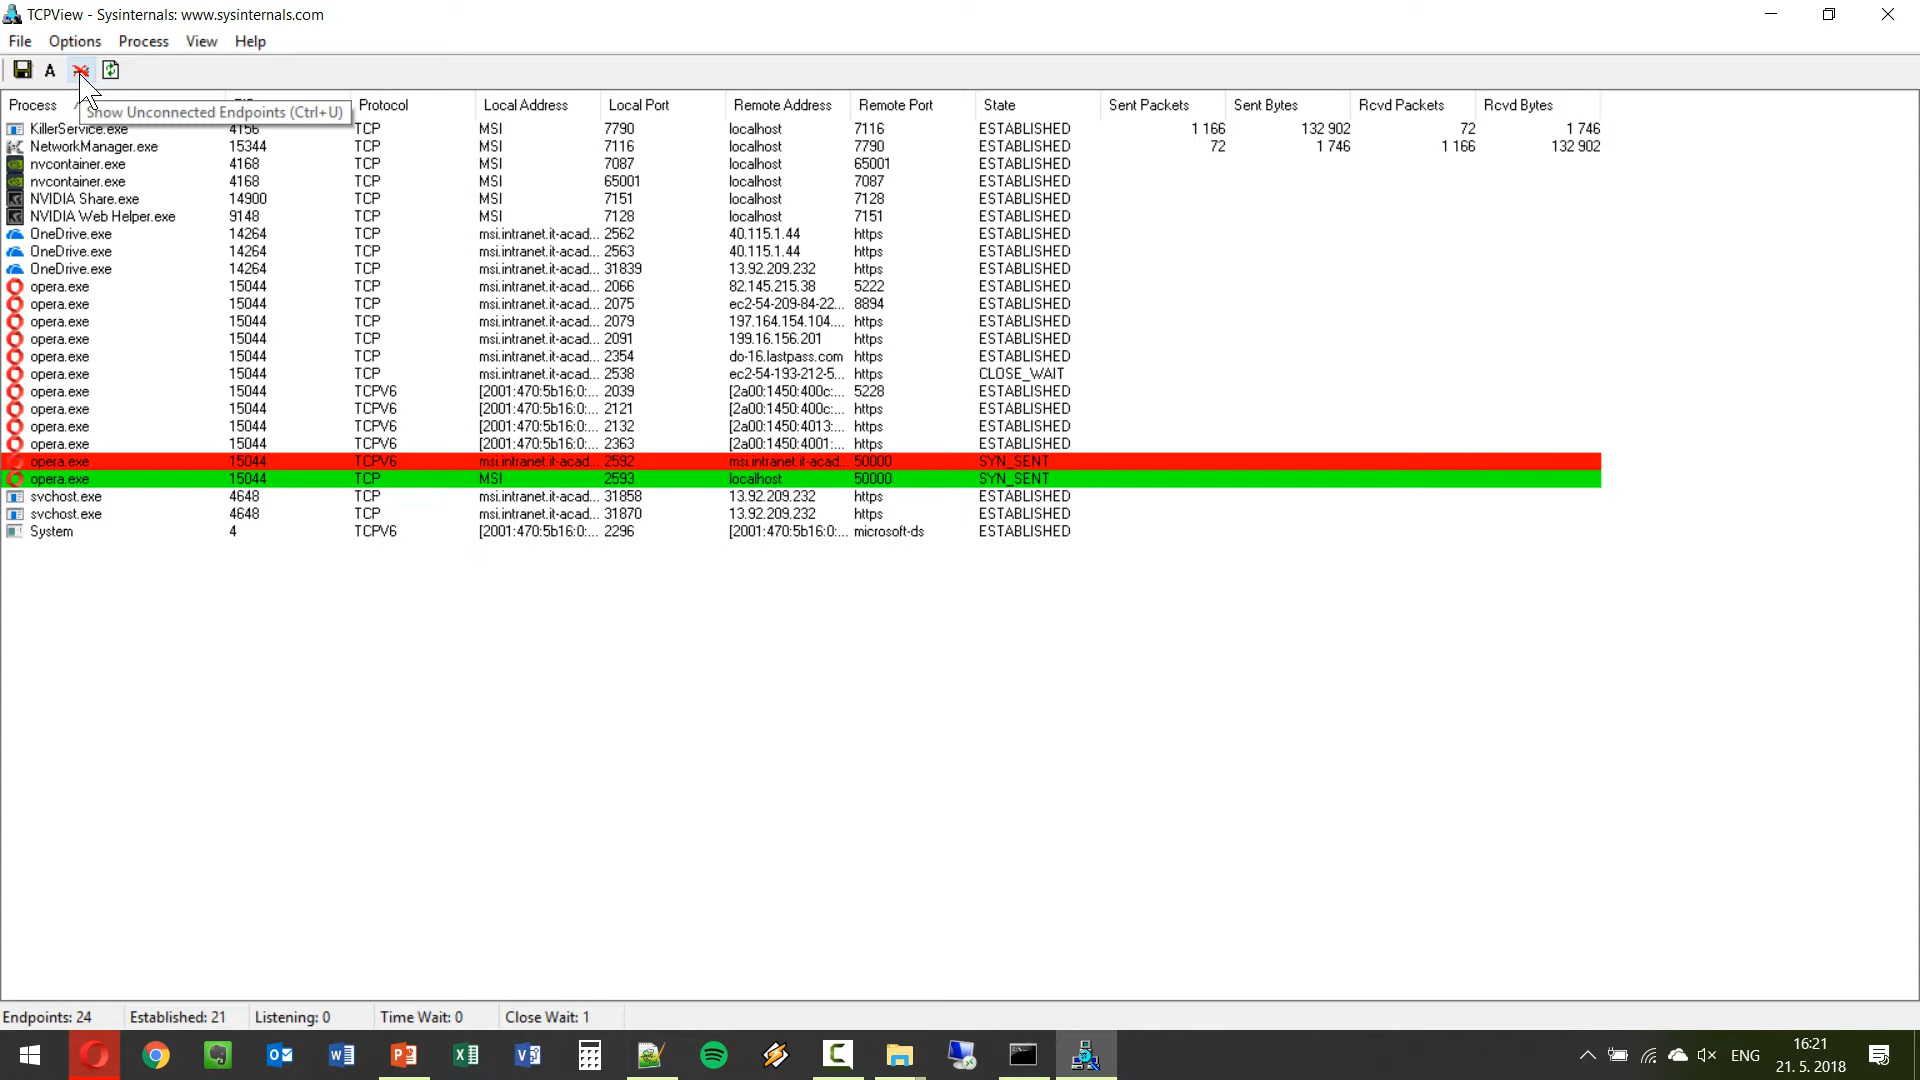 TCPView - Sysinternals: www.sysinternals.com
File Options Process View Help
A
Process Protocol Local Address Local Port Remote Address Remote Port State Sent Packets Sent Bytes Rcvd Packets Rcvd Bytes
Show Unconnected Endpoints (Ctrl+U)
KillerService.exe 4156 TCP MSI 7790 localhost 7116 ESTABLISHED 1 166 132 902 72 1 746
NetworkManager.exe 15344 TCP MSI 7116 localhost 7790 ESTABLISHED 72 1 746 1 166 132 902
nvcontainer.exe 4168 TCP MSI 7087 localhost 65001 ESTABLISHED
nvcontainer.exe 4168 TCP MSI 65001 localhost 7087 ESTABLISHED
NVIDIA Share.exe 14900 TCP MSI 7151 localhost 7128 ESTABLISHED
NVIDIA Web Helper.exe 9148 TCP MSI 7128 localhost 7151 ESTABLISHED
OneDrive.exe 14264 TCP msi.intranet.it-acad... 2562 40.115.1.44 https ESTABLISHED
OneDrive.exe 14264 TCP msi.intranet.it-acad... 2563 40.115.1.44 https ESTABLISHED
OneDrive.exe 14264 TCP msi.intranet.it-acad... 31839 13.92.209.232 https ESTABLISHED
opera.exe 15044 TCP msi.intranet.it-acad... 2066 82.145.215.38 5222 ESTABLISHED
opera.exe 15044 TCP msi.intranet.it-acad... 2075 ec2-54-209-84-22... 8894 ESTABLISHED
opera.exe 15044 TCP msi.intranet.it-acad... 2079 197.164.154.104.... https ESTABLISHED
opera.exe 15044 TCP msi.intranet.it-acad... 2091 199.16.156.201 https ESTABLISHED
opera.exe 15044 TCP msi.intranet.it-acad... 2354 do-16.lastpass.com https ESTABLISHED
opera.exe 15044 TCP msi.intranet.it-acad... 2538 ec2-54-193-212-5... https CLOSE_WAIT
opera.exe 15044 TCPV6 [2001:470:5b16:0:... 2039 [2a00:1450:400c:... 5228 ESTABLISHED
opera.exe 15044 TCPV6 [2001:470:5b16:0:... 2121 [2a00:1450:400c:... https ESTABLISHED
opera.exe 15044 TCPV6 [2001:470:5b16:0:... 2132 [2a00:1450:4013:... https ESTABLISHED
opera.exe 15044 TCPV6 [2001:470:5b16:0:... 2363 [2a00:1450:4001:... https ESTABLISHED
opera.exe 15044 TCPV6 msi.intranet.it-acad... 2592 msi.intranet.it-acad... 50000 SYN_SENT
opera.exe 15044 TCP MSI 2593 localhost 50000 SYN_SENT
svchost.exe 4648 TCP msi.intranet.it-acad... 31858 13.92.209.232 https ESTABLISHED
svchost.exe 4648 TCP msi.intranet.it-acad... 31870 13.92.209.232 https ESTABLISHED
System 4 TCPV6 [2001:470:5b16:0:... 2296 [2001:470:5b16:0:... microsoft-ds ESTABLISHED
Endpoints: 24 Established: 21 Listening: 0 Time Wait: 0 Close Wait: 1
ENG 16:21
21. 5. 2018